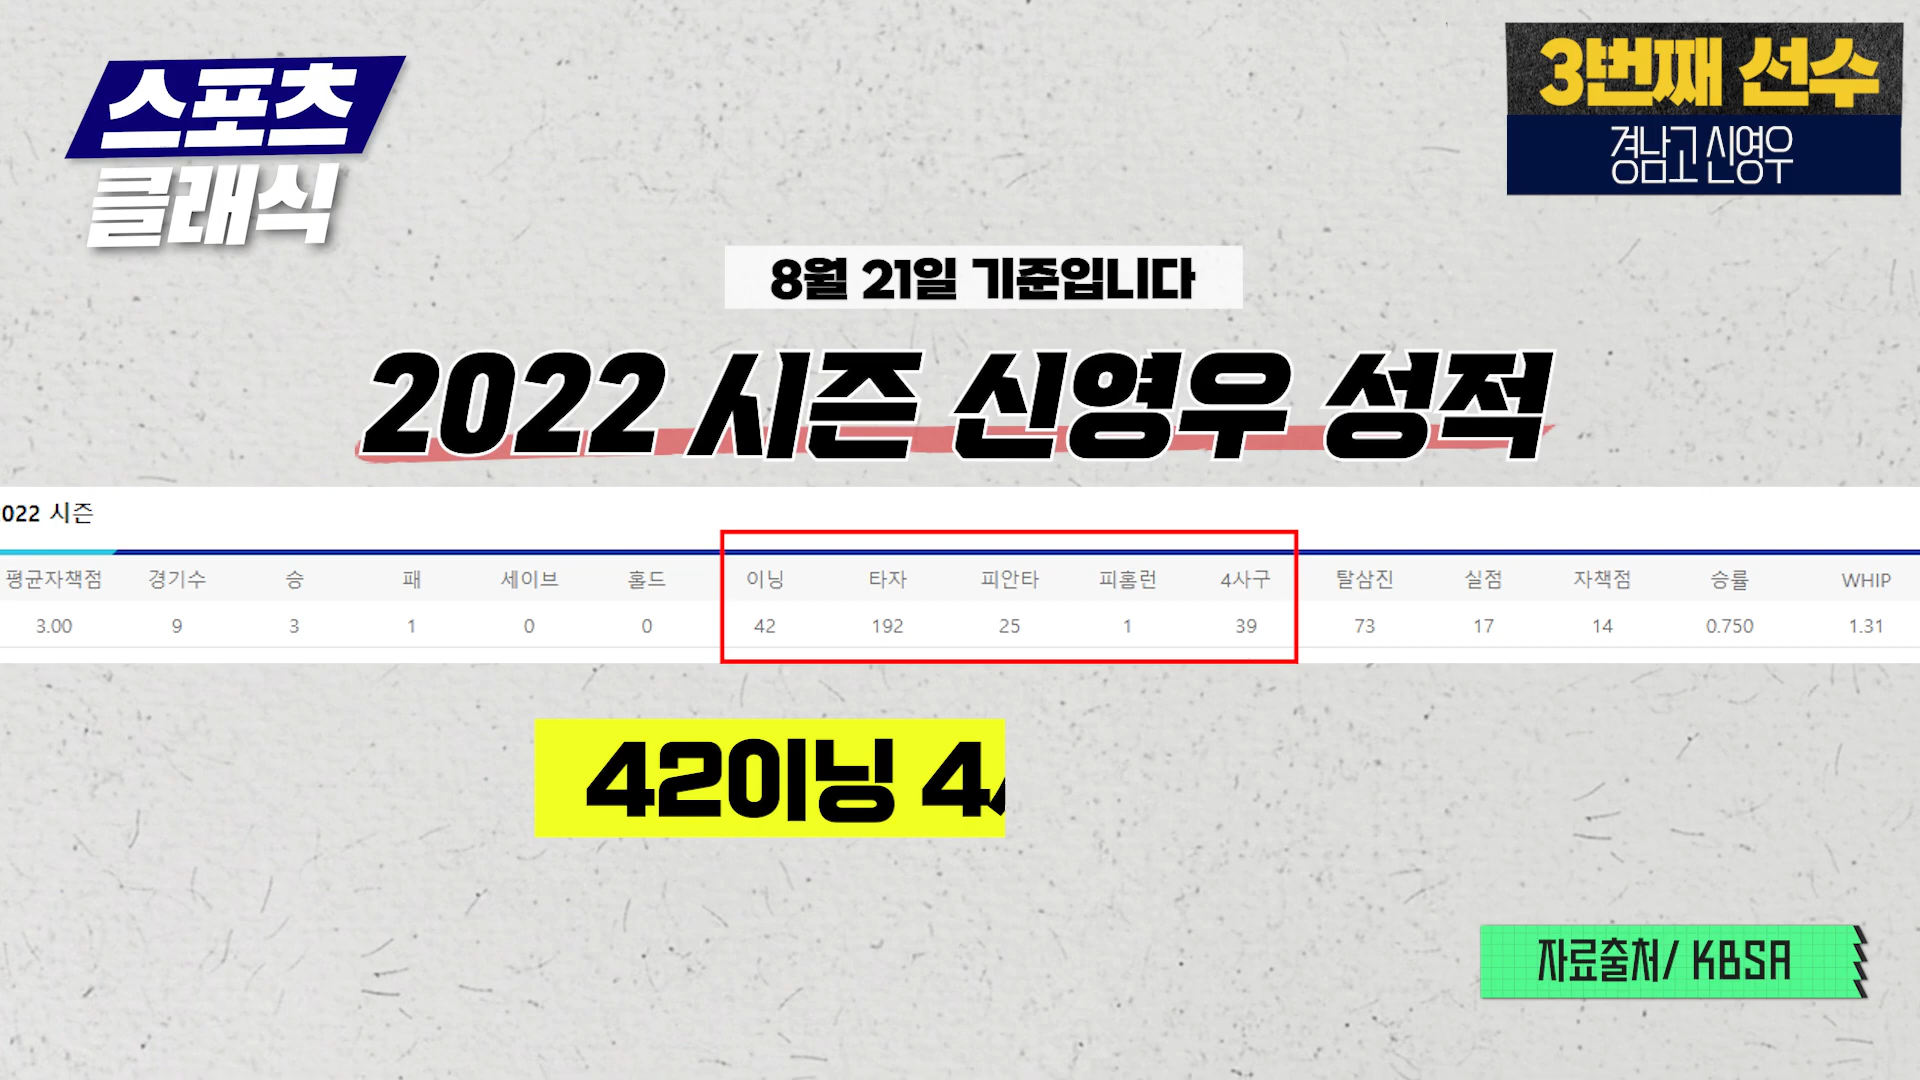 스포츠
클래식
3번째 선수
경남고 신영우
8월 21일 기준입니다
2022 시즌 신영우 성적
022 시즌
평균자책점 경기수 승 패 세이브 홀드 이닝 타자 피안타 피홈런 4사구 탈삼진 실점 자책점 승률 WHIP
3.00 9 3 1 0 0 42 192 25 1 39 73 17 14 0.750 1.31
42이닝 4
자료출처/ KBSA